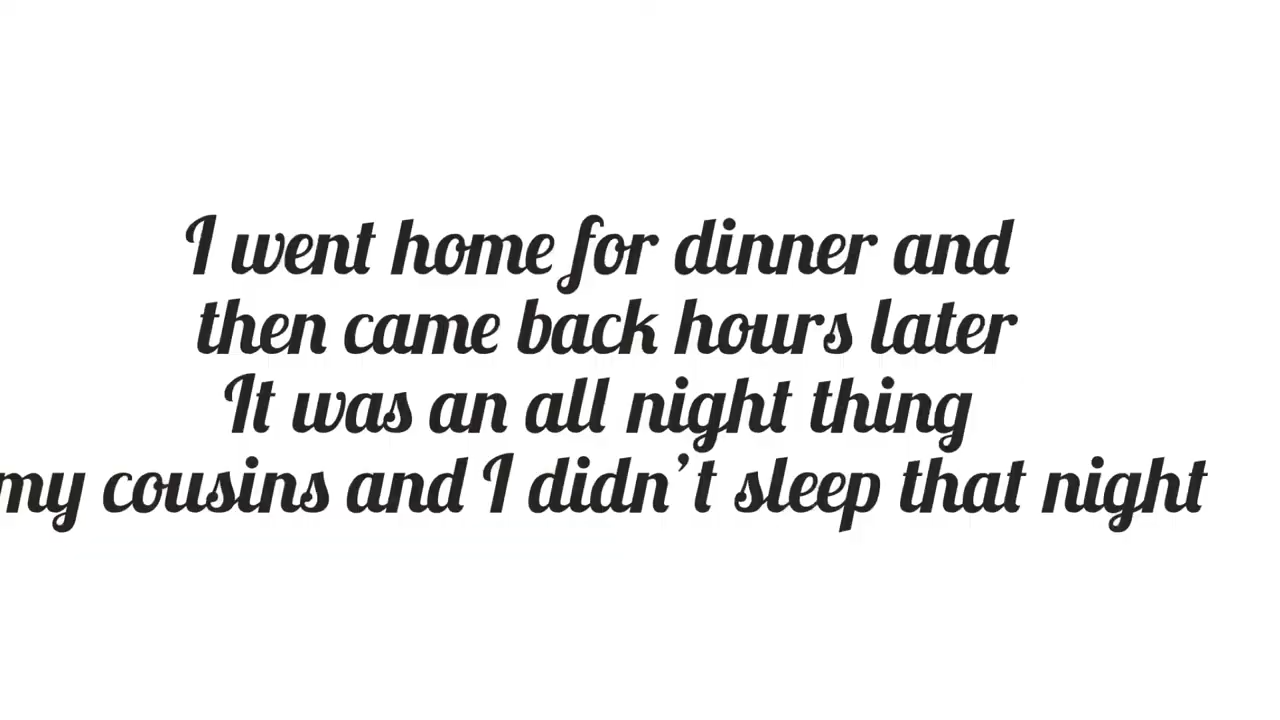 I went home for dinner and
then came back hours later
It was an all night thing
my cousins and I didn’t sleep that night